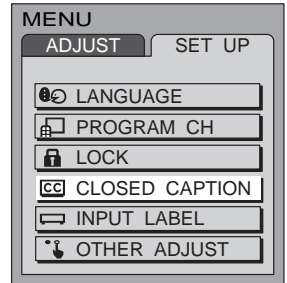 MENU
ADJUST SET UP
LANGUAGE
PROGRAM CH
LOCK
CC CLOSED CAPTION
INPUT LABEL
OTHER ADJUST